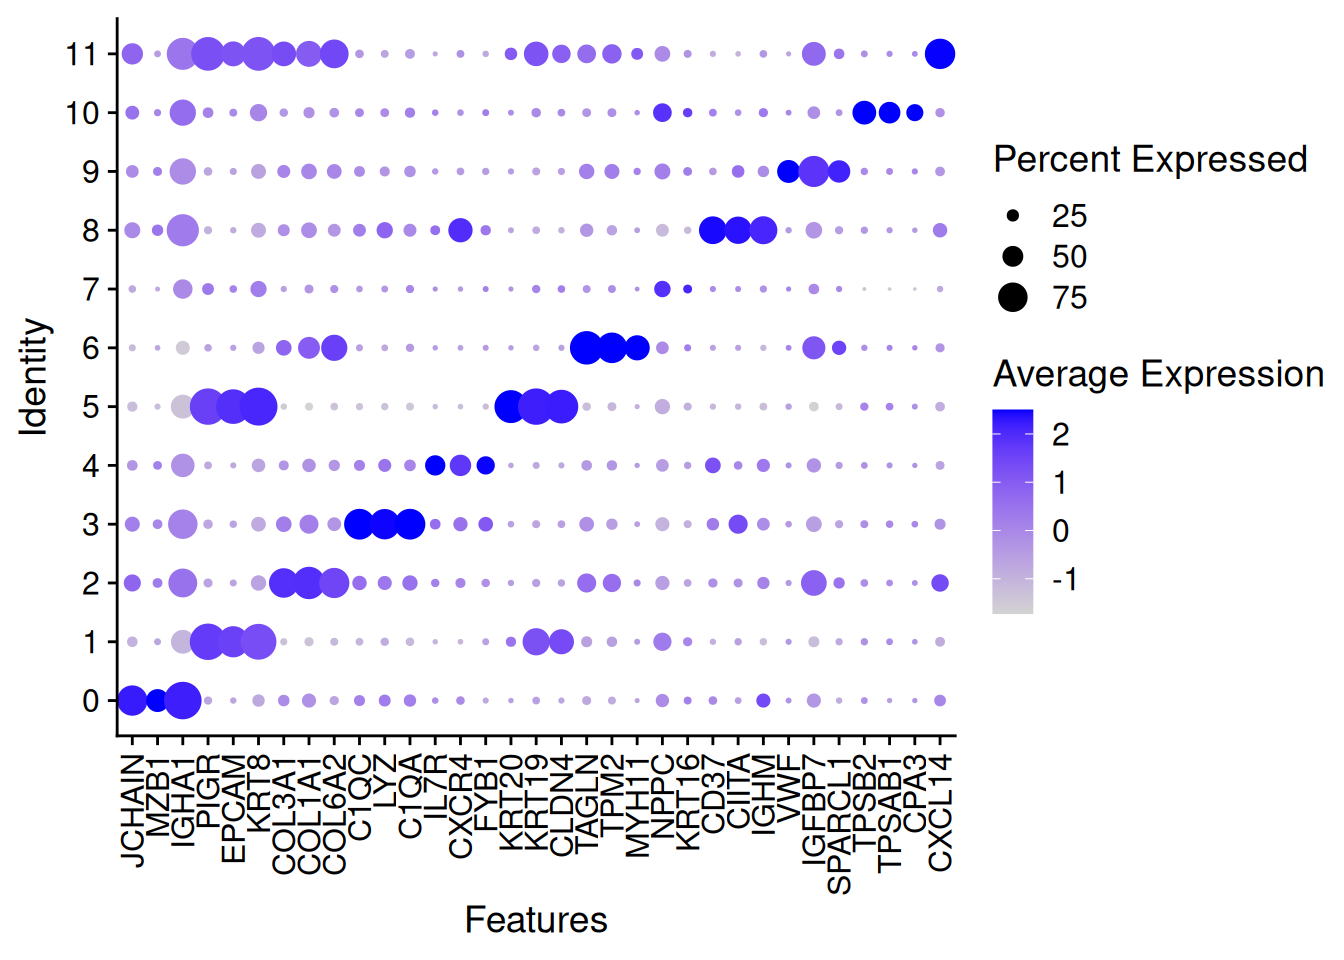 11
10
9
8
7
6
5
4
3
2
1
0
Identity
JCHAIN
MZB1
IGHA1
PIGR
EPCAM
KRT8
COL3A1
COL1A1
COL6A2
C1QC
LYZ
C1QA
IL7R
CXCR4
FYB1
KRT20
KRT19
CLDN4
TAGLN
TPM2
MYH11
NPPC
KRT16
CD37
CIITA
IGHM
VWF
IGFBP7
SPARCL1
TPSB2
TPSAB1
CPA3
CXCL14
Features
Percent Expressed
25
50
75
Average Expression
2
1
0
-1